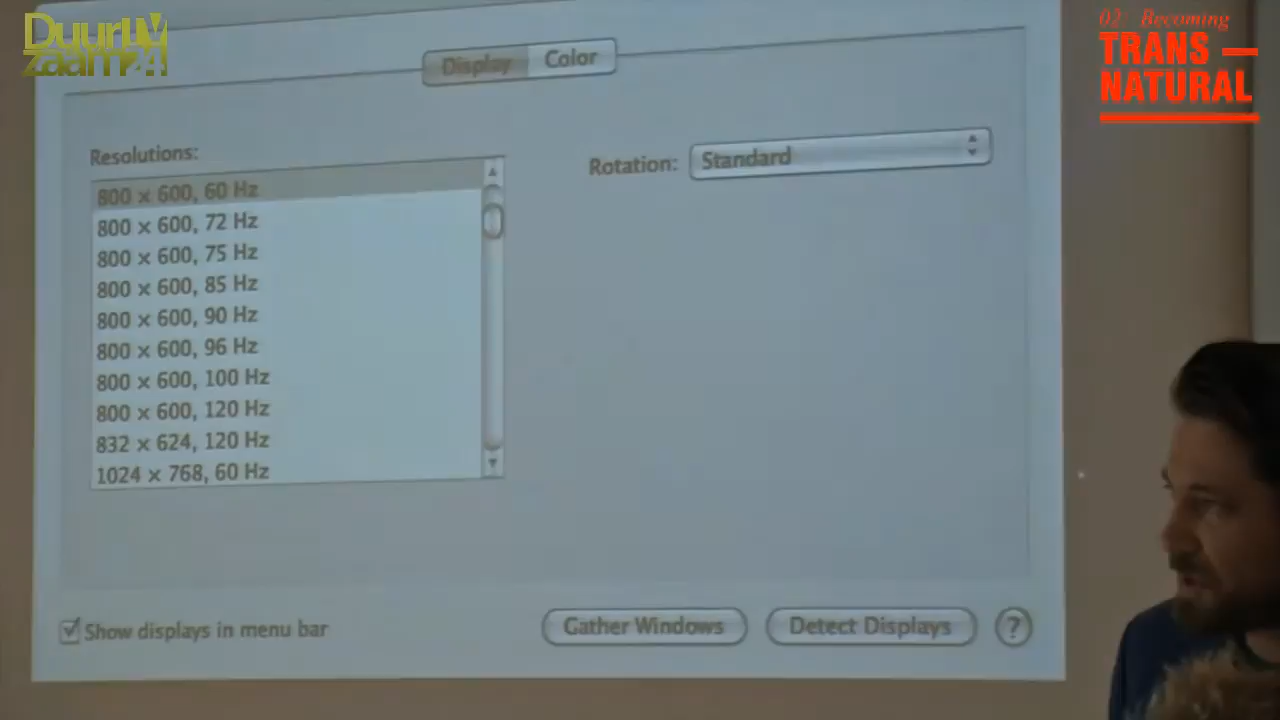 Duurt
zaam24
02: Becoming
TRANS
NATURAL
Display
Color
Resolutions:
Rotation:
Standard
800 × 600, 60 Hz
800 × 600, 72 Hz
800 × 600, 75 Hz
800 × 600, 85 Hz
800 × 600, 90 Hz
800 × 600, 96 Hz
800 × 600, 100 Hz
800 × 600, 120 Hz
832 × 624, 120 Hz
1024 × 768, 60 Hz
Show displays in menu bar
Gather Windows
Detect Displays
?